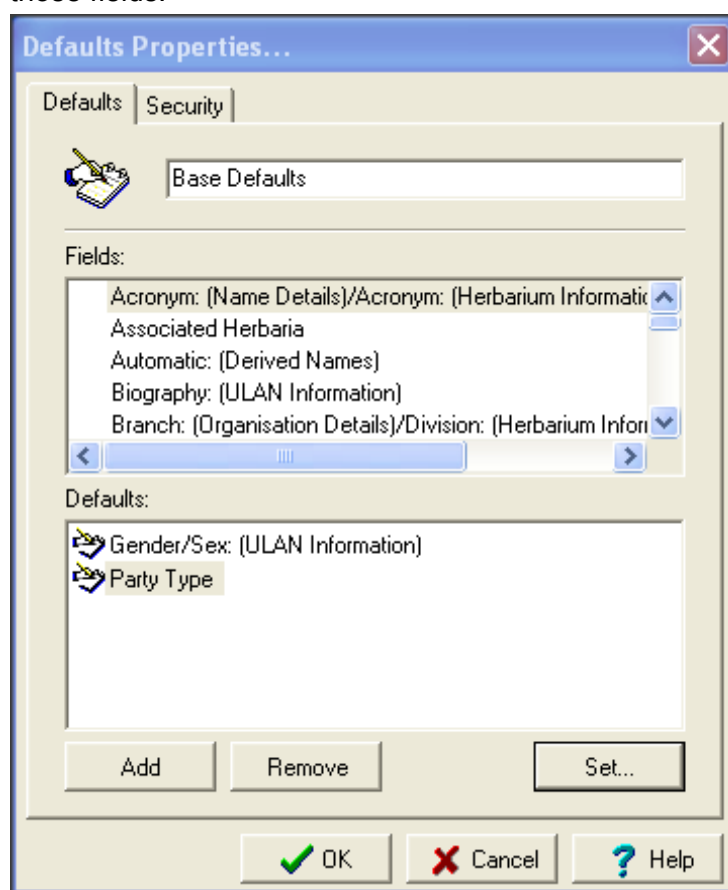 Defaults Properties...
Defaults Security
Base Defaults
Fields:
Acronym: (Name Details)/Acronym: (Herbarium Informatic
Associated Herbaria
Automatic: (Derived Names)
Biography: (ULAN Information)
Branch: (Organisation Details)/Division: (Herbarium Inforr
Defaults:
Gender/Sex: (ULAN Information)
Party Type
Add Remove Set...
OK Cancel Help